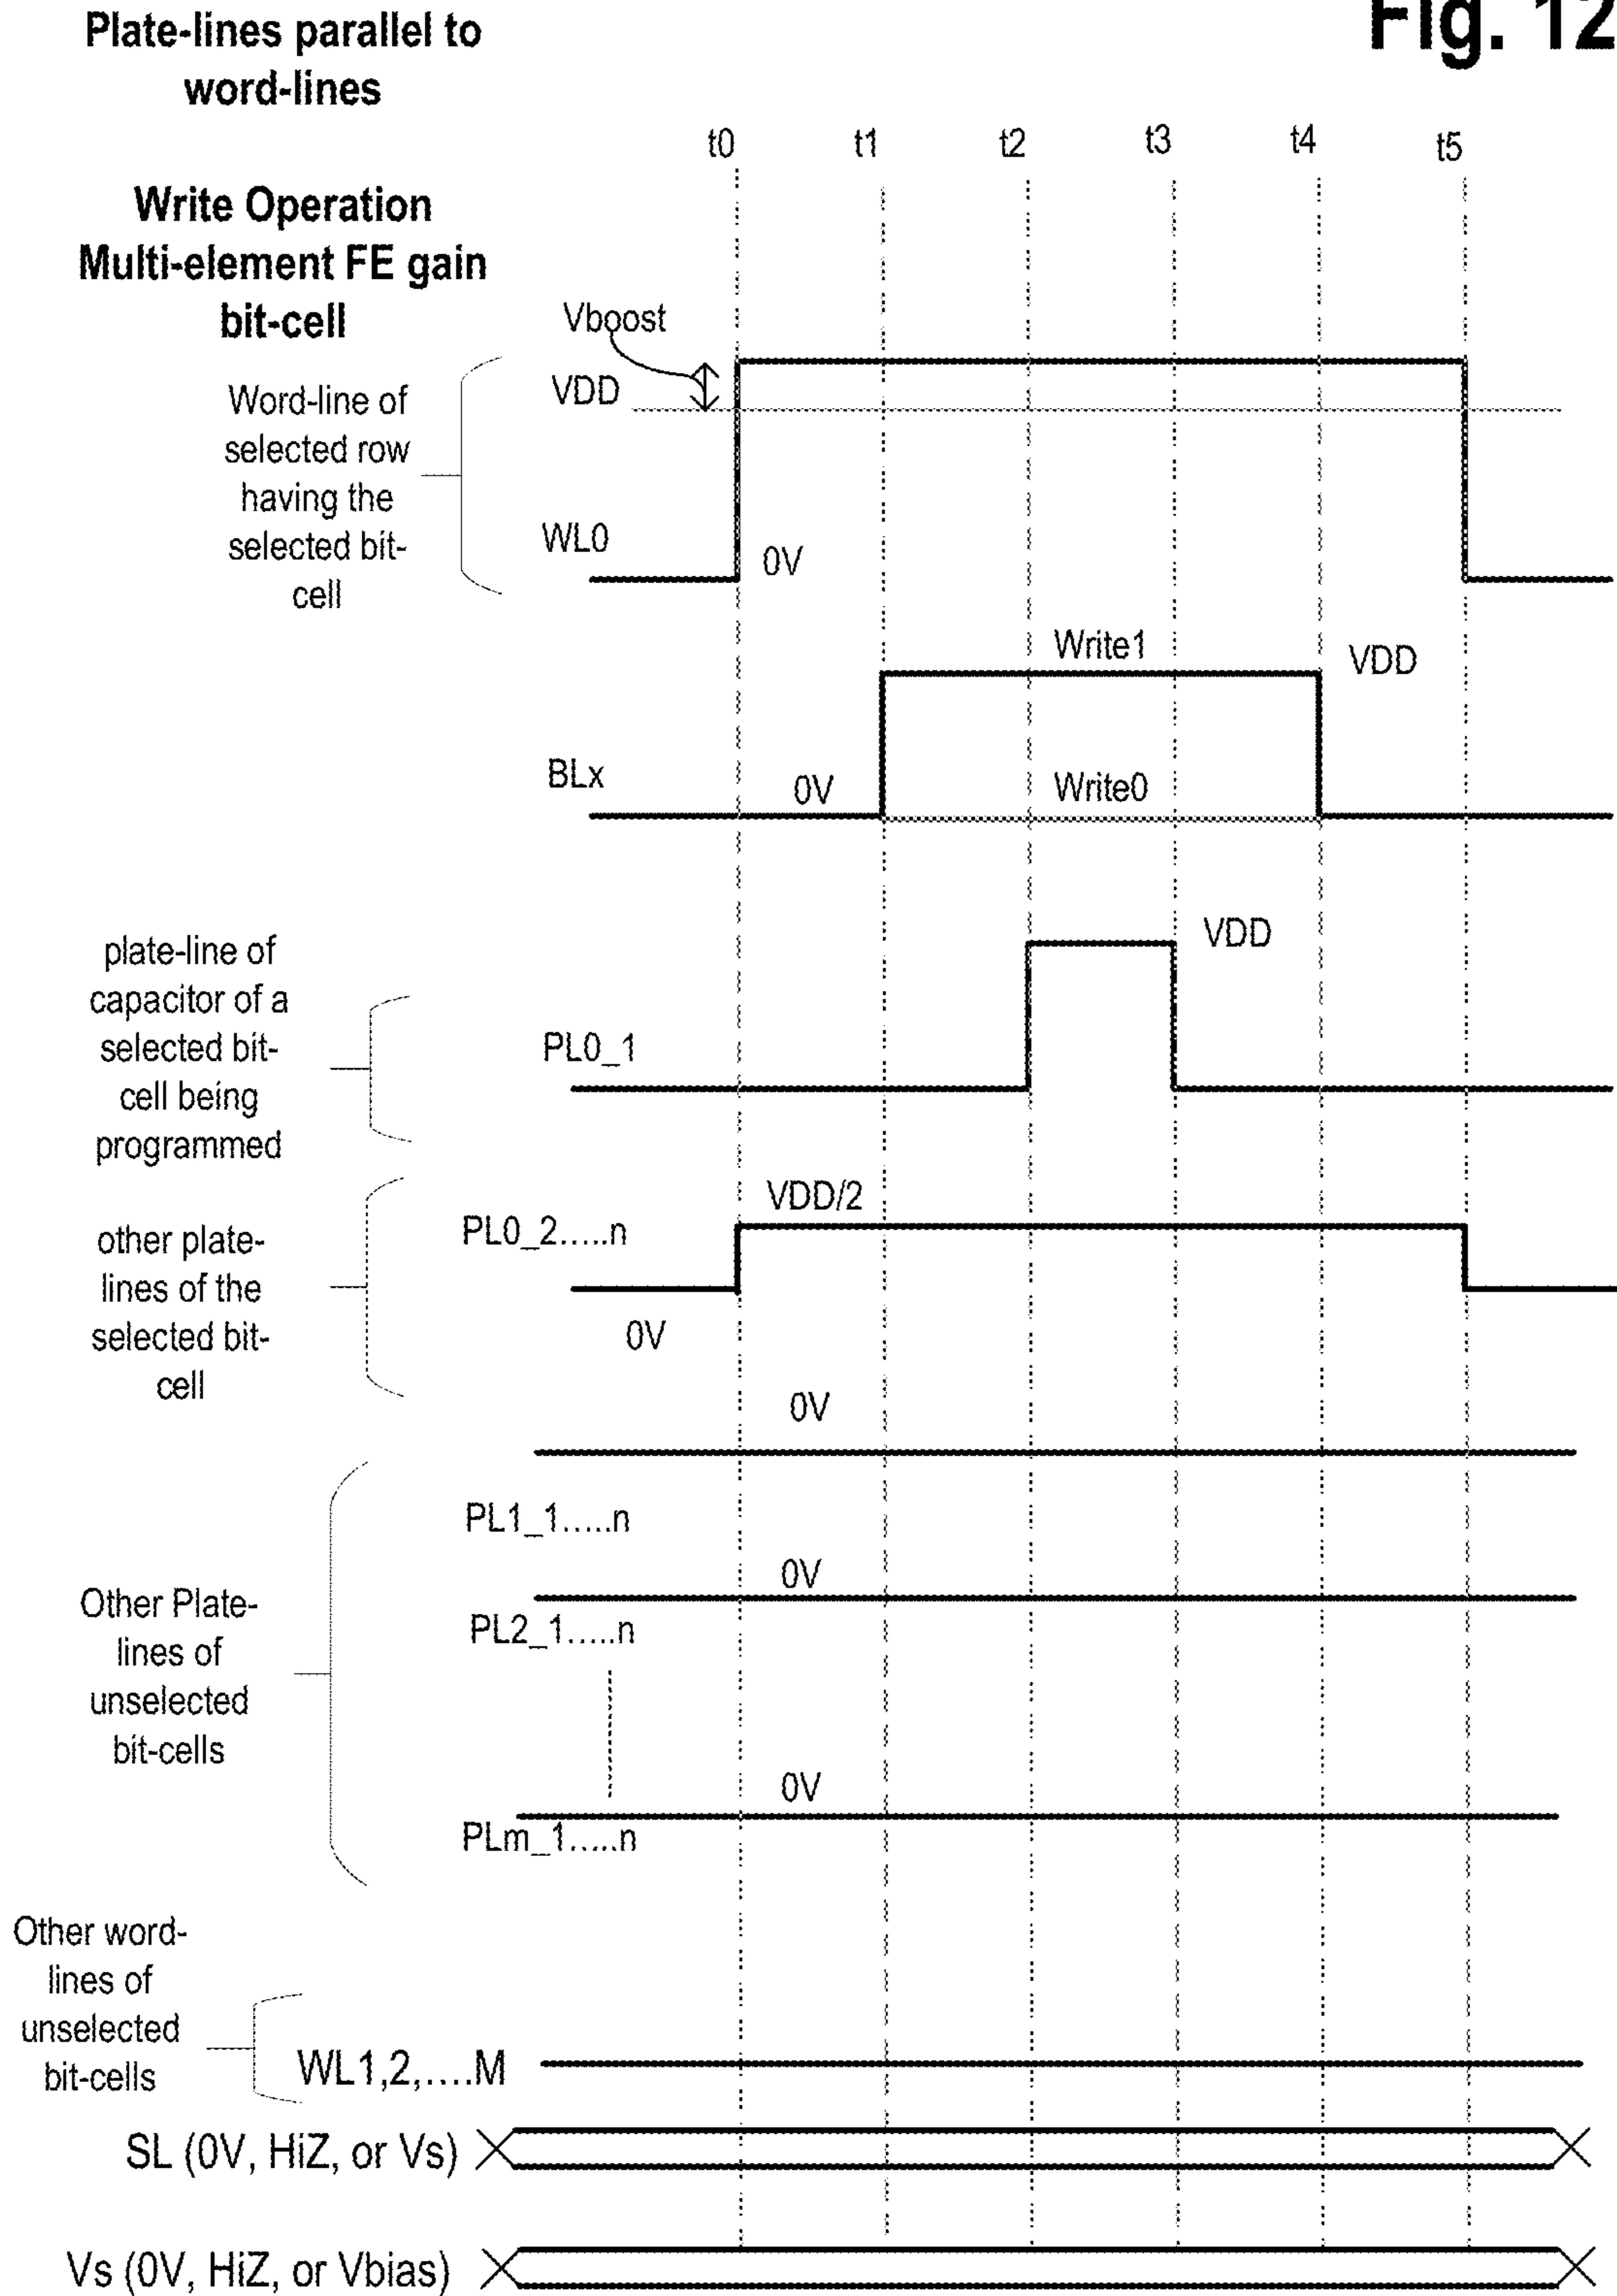 Plate-lines parallel to
word-lines
Fig. 12
t0 t1 t2 t3 t4 t5
Write Operation
Multi-element FE gain
bit-cell
Vboost
VDD
Word-line of
selected row
having the
selected bit-
cell
WL0
0V
Write1
VDD
BLx
0V
Write0
plate-line of
capacitor of a
selected bit-
cell being
programmed
VDD
PL0_1
VDD/2
PL0_2.....n
other plate-
lines of the
selected bit-
cell
0V
0V
PL1_1.....n
0V
Other Plate-
lines of
unselected
bit-cells
PL2_1.....n
0V
PLm_1.....n
Other word-
lines of
unselected
bit-cells
WL1,2,....M
SL (0V, HiZ, or Vs)
Vs (0V, HiZ, or Vbias)